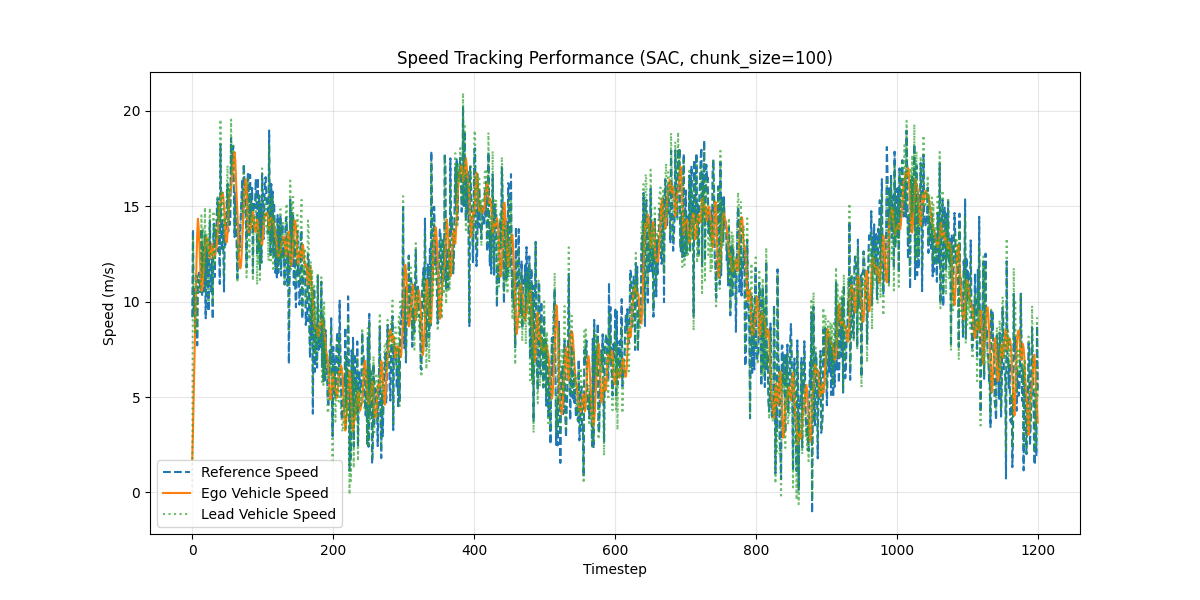 Speed Tracking Performance (SAC, chunk_size=100)
20
15
10
5
0
Speed (m/s)
Reference Speed
Ego Vehicle Speed
Lead Vehicle Speed
0 200 400 600 800 1000 1200
Timestep